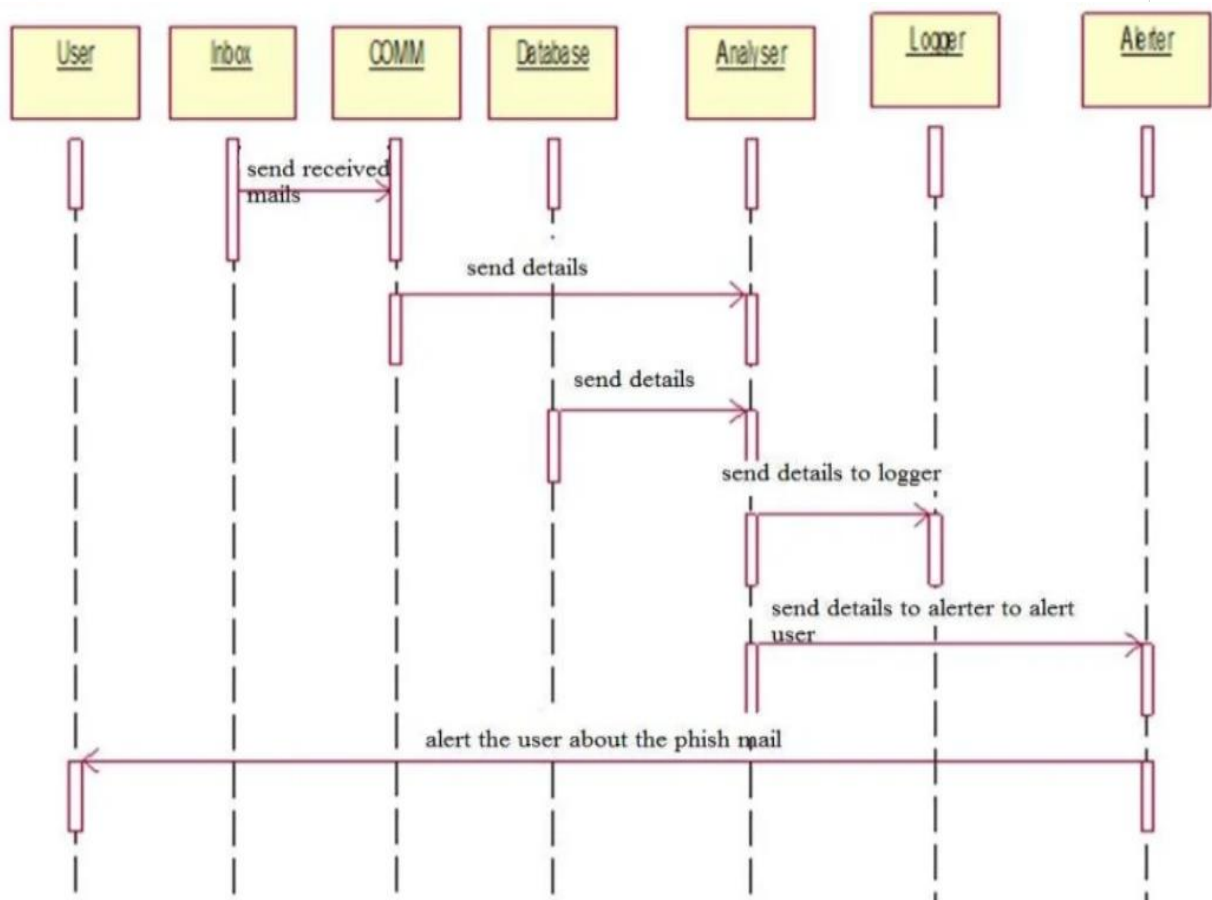 User
Inbox
COMM
Database
Analyser
Logger
Alerter
send received
mails
send details
send details
send details to logger
send details to alerter to alert
user
alert the user about the phish mail